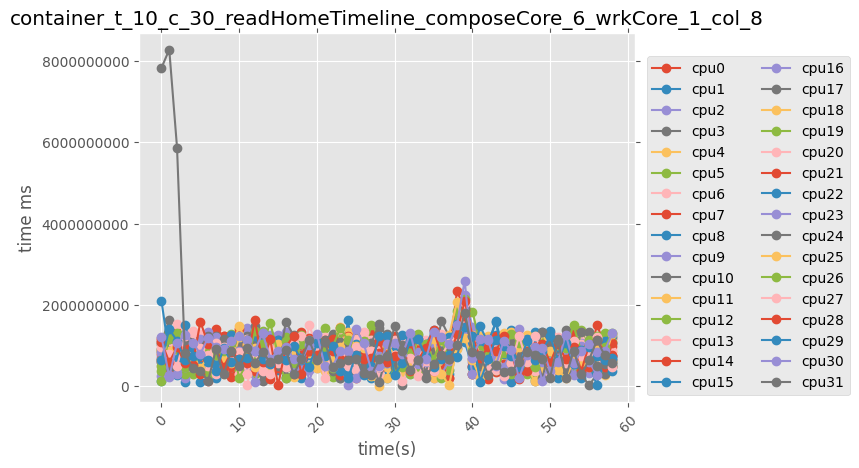 container_t_10_c_30_readHomeTimeline_composeCore_6_wrkCore_1_col_8
time ms
8000000000
6000000000
4000000000
2000000000
0
0
10
20
30
40
50
60
time(s)
cpu0
cpu1
cpu2
cpu3
cpu4
cpu5
cpu6
cpu7
cpu8
cpu9
cpu10
cpu11
cpu12
cpu13
cpu14
cpu15
cpu16
cpu17
cpu18
cpu19
cpu20
cpu21
cpu22
cpu23
cpu24
cpu25
cpu26
cpu27
cpu28
cpu29
cpu30
cpu31